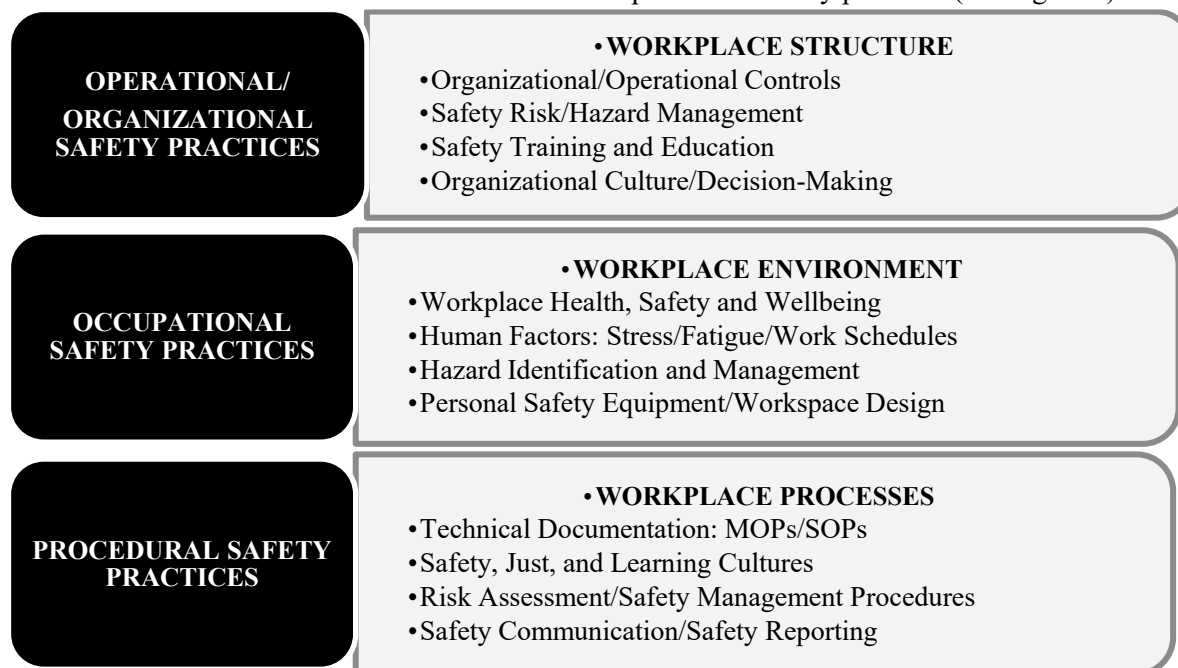 OPERATIONAL/
ORGANIZATIONAL
SAFETY PRACTICES
•WORKPLACE STRUCTURE
•Organizational/Operational Controls
•Safety Risk/Hazard Management
•Safety Training and Education
•Organizational Culture/Decision-Making
OCCUPATIONAL
SAFETY PRACTICES
•WORKPLACE ENVIRONMENT
•Workplace Health, Safety and Wellbeing
•Human Factors: Stress/Fatigue/Work Schedules
•Hazard Identification and Management
•Personal Safety Equipment/Workspace Design
PROCEDURAL SAFETY
PRACTICES
•WORKPLACE PROCESSES
•Technical Documentation: MOPs/SOPs
•Safety, Just, and Learning Cultures
•Risk Assessment/Safety Management Procedures
•Safety Communication/Safety Reporting